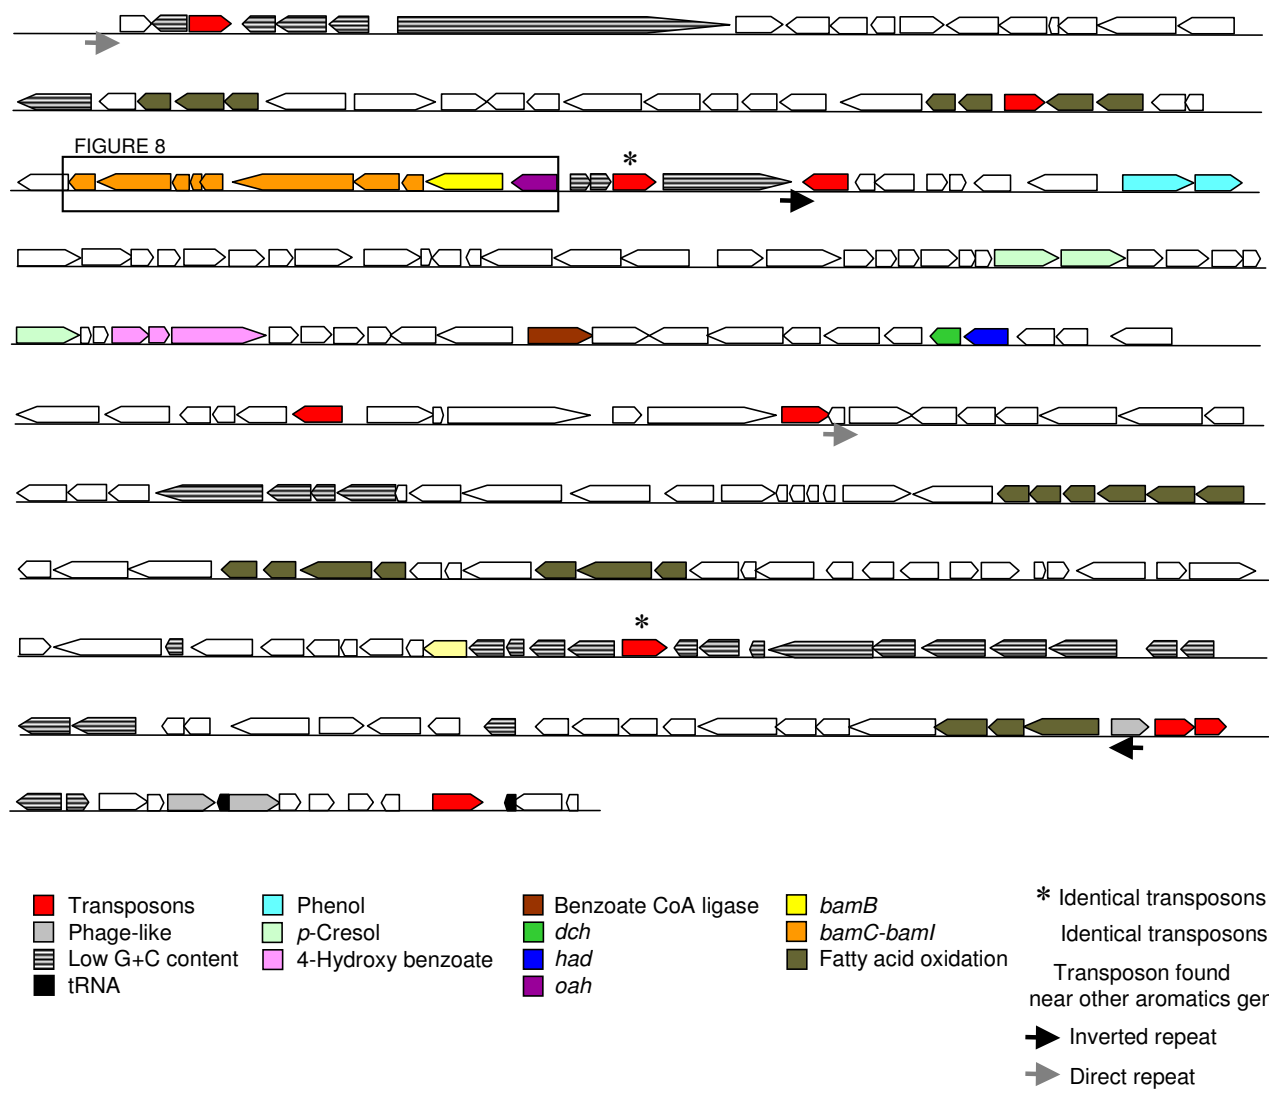 FIGURE 8
*
*
Transposons
Phage-like
Low G+C content
tRNA
Phenol
p-Cresol
4-Hydroxy benzoate
Benzoate CoA ligase
dch
had
oah
bamB
bamC-bamI
Fatty acid oxidation
* Identical transposons
Identical transposons
Transposon found
near other aromatics ger
Inverted repeat
Direct repeat